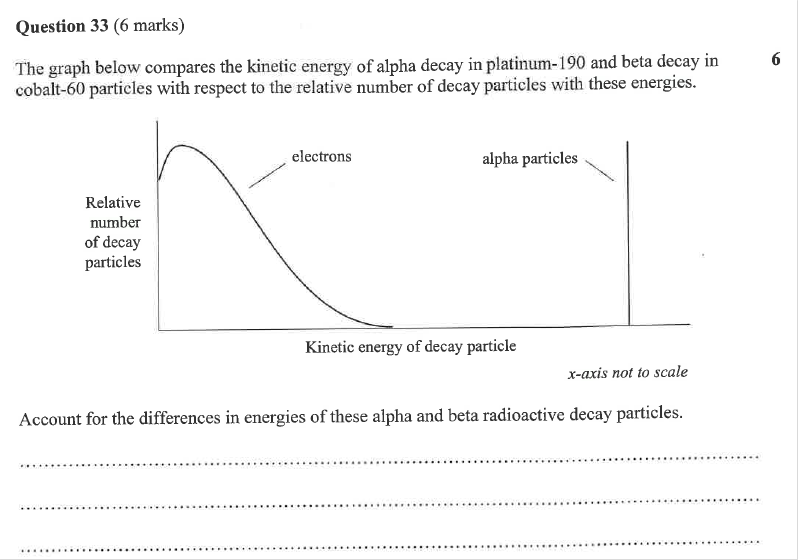 Question 33 (6 marks)
The graph below compares the kinetic energy of alpha decay in platinum-190 and beta decay in 6
cobalt-60 particles with respect to the relative number of decay particles with these energies.
electrons
alpha particles
Relative
number
of decay
particles
Kinetic energy of decay particle
x-axis not to scale
Account for the differences in energies of these alpha and beta radioactive decay particles.